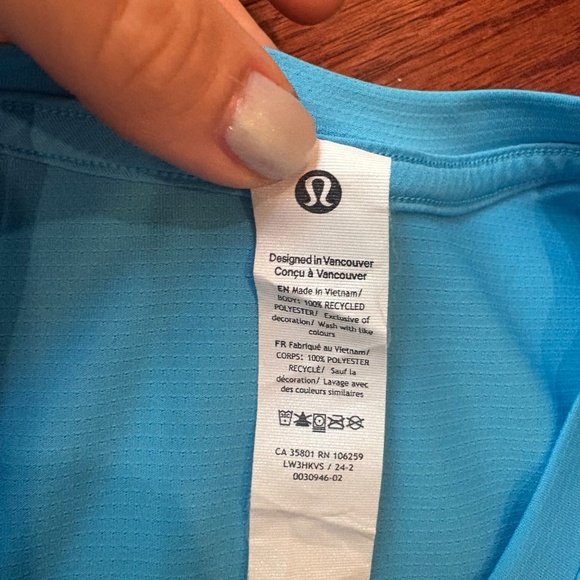 Designed in Vancouver
Conçu à Vancouver
EN Made in Vietnam/
BODY: 100% RECYCLED
POLYESTER/ Exclusive of
decoration/ Wash with like
colours
FR Fabriqué au Vietnam/
CORPS: 100% POLYESTER
RECYCLÉ/ Sauf la
décoration/ Lavage avec
des couleurs similaires
CA 35801 RN 106259
LW3HKVS / 24-2
0030946-02